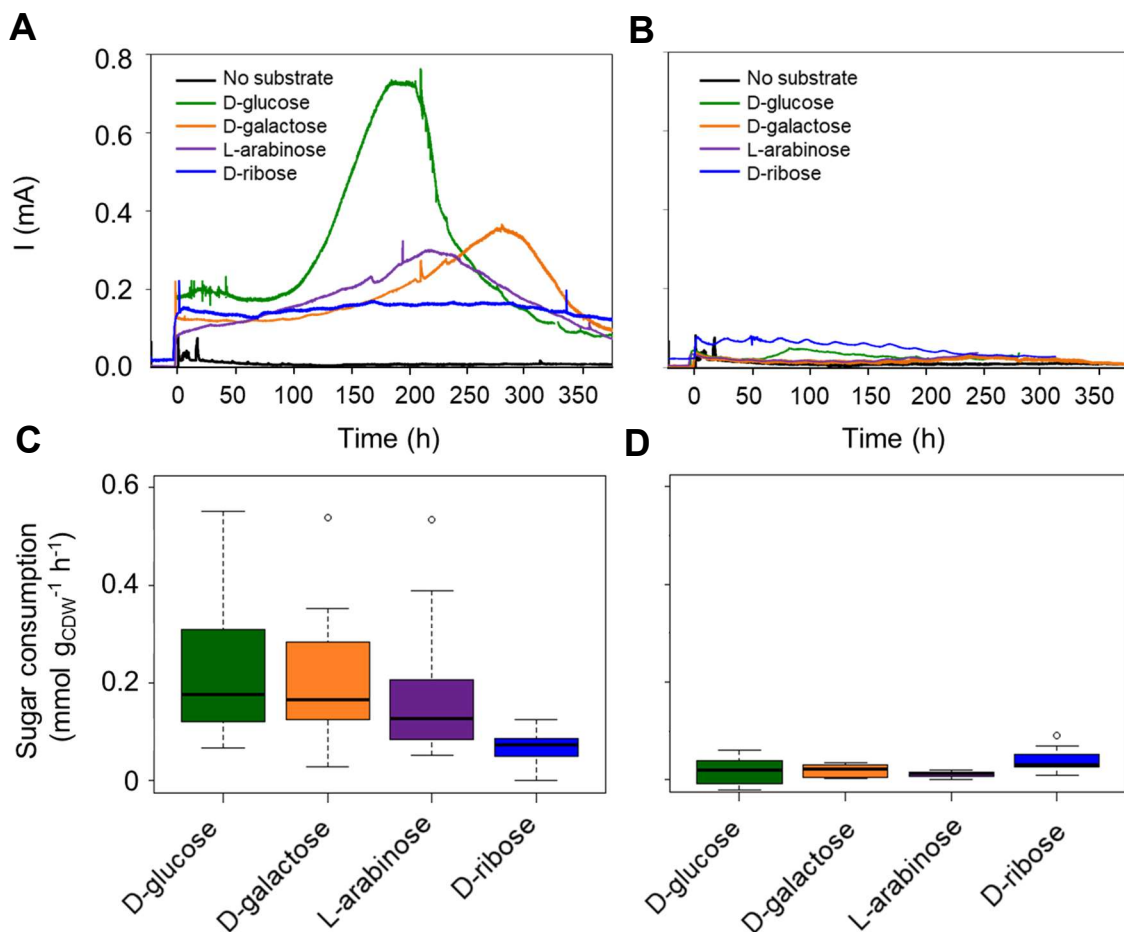 A
B
0.8
0.6
0.4
0.2
0.0
I (mA)
No substrate
D-glucose
D-galactose
L-arabinose
D-ribose
0 50 100 150 200 250 300 350
Time (h)
No substrate
D-glucose
D-galactose
L-arabinose
D-ribose
0 50 100 150 200 250 300 350
Time (h)
C
D
0.6
0.4
0.2
0
Sugar consumption
(mmol gCDW⁻¹ h⁻¹)
D-glucose
D-galactose
L-arabinose
D-ribose
D-glucose
D-galactose
L-arabinose
D-ribose